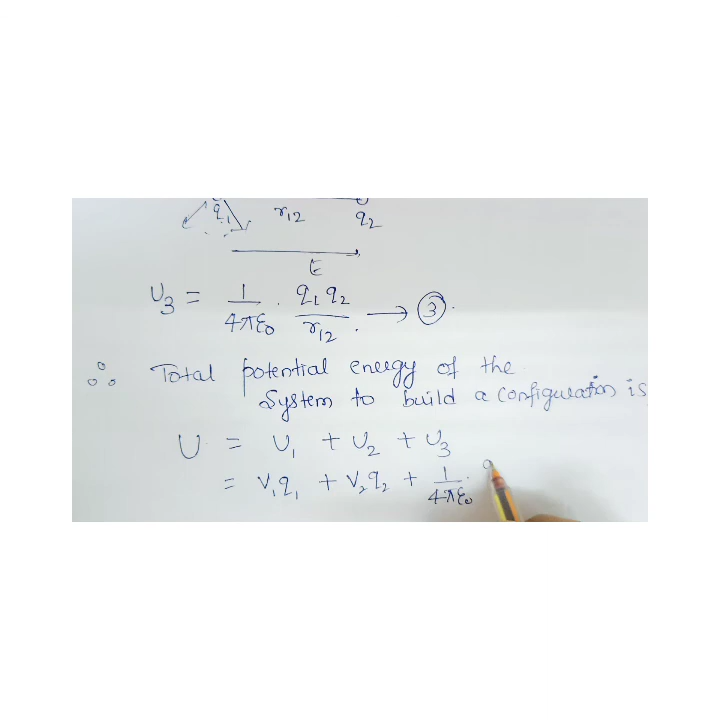 q₁ r₁₂ q₂
E
U₃ = 1/4πε₀ · q₁q₂/r₁₂ . → ③.
∴ Total potential energy of the
System to build a configuration is
U = U₁ + U₂ + U₃
= V₁q₁ + V₂q₂ + 1/4πε₀ ·